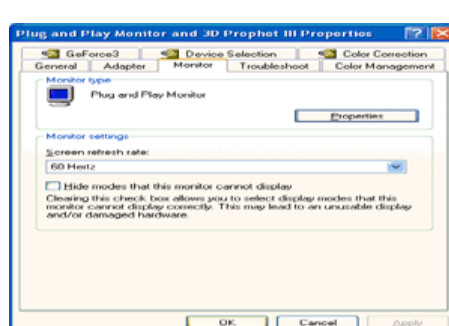 Plug and Play Monitor and 3D Prophet III Properties
GeForce3 Device Selection Color Correction
General Adapter Monitor Troubleshoot Color Management
Monitor type
Plug and Play Monitor
Properties
Monitor settings
Screen refresh rate:
60 Hertz
Hide modes that this monitor cannot display
Clearing this check box allows you to select display modes that this
monitor cannot display correctly. This may lead to an unusable display
and/or damaged hardware.
OK Cancel Apply